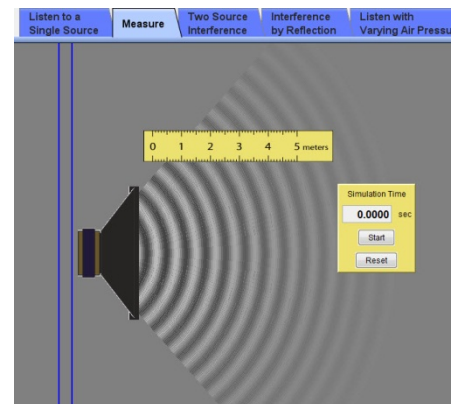 Listen to a
Single Source
Measure
Two Source
Interference
Interference
by Reflection
Listen with
Varying Air Pressu
0 1 2 3 4 5 meters
Simulation Time
0.0000 sec
Start
Reset